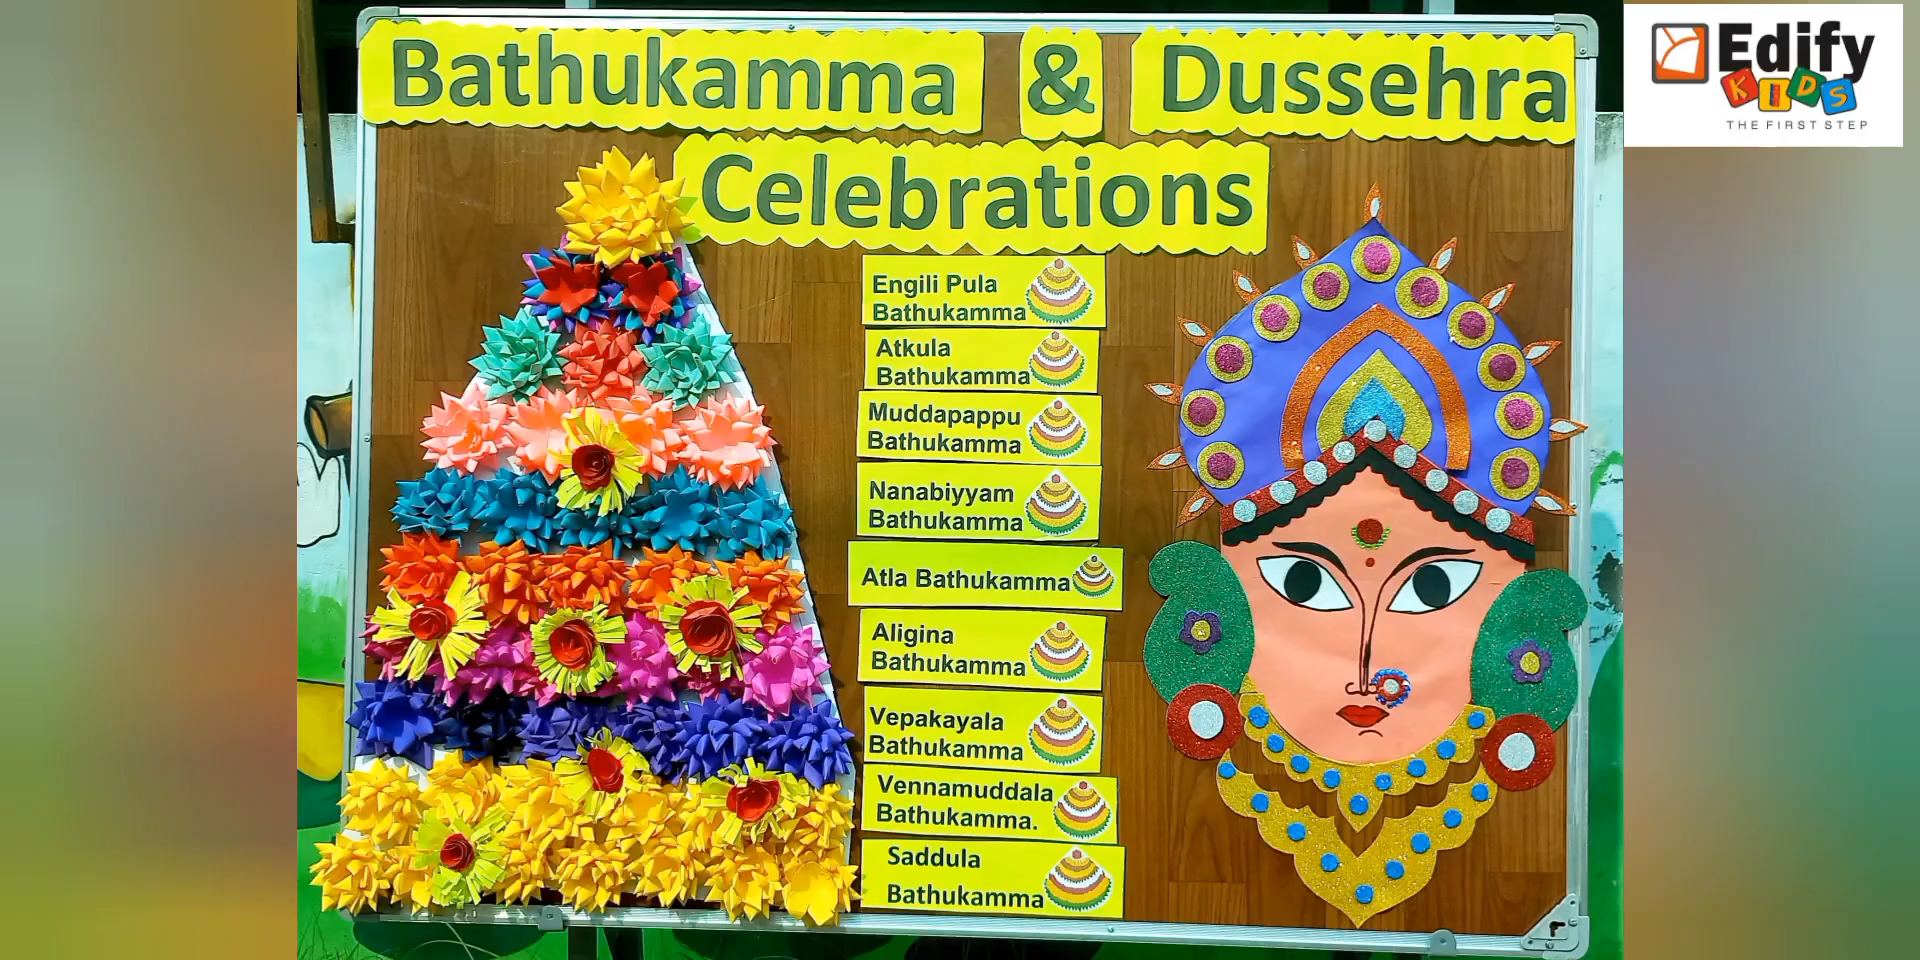 Bathukamma & Dussehra
Celebrations
Engili Pula
Bathukamma
Atkula
Bathukamma
Muddapappu
Bathukamma
Nanabiyyam
Bathukamma
Atla Bathukamma
Aligina
Bathukamma
Vepakayala
Bathukamma
Vennamuddala
Bathukamma.
Saddula
Bathukamma
Edify
KIDS
THE FIRST STEP